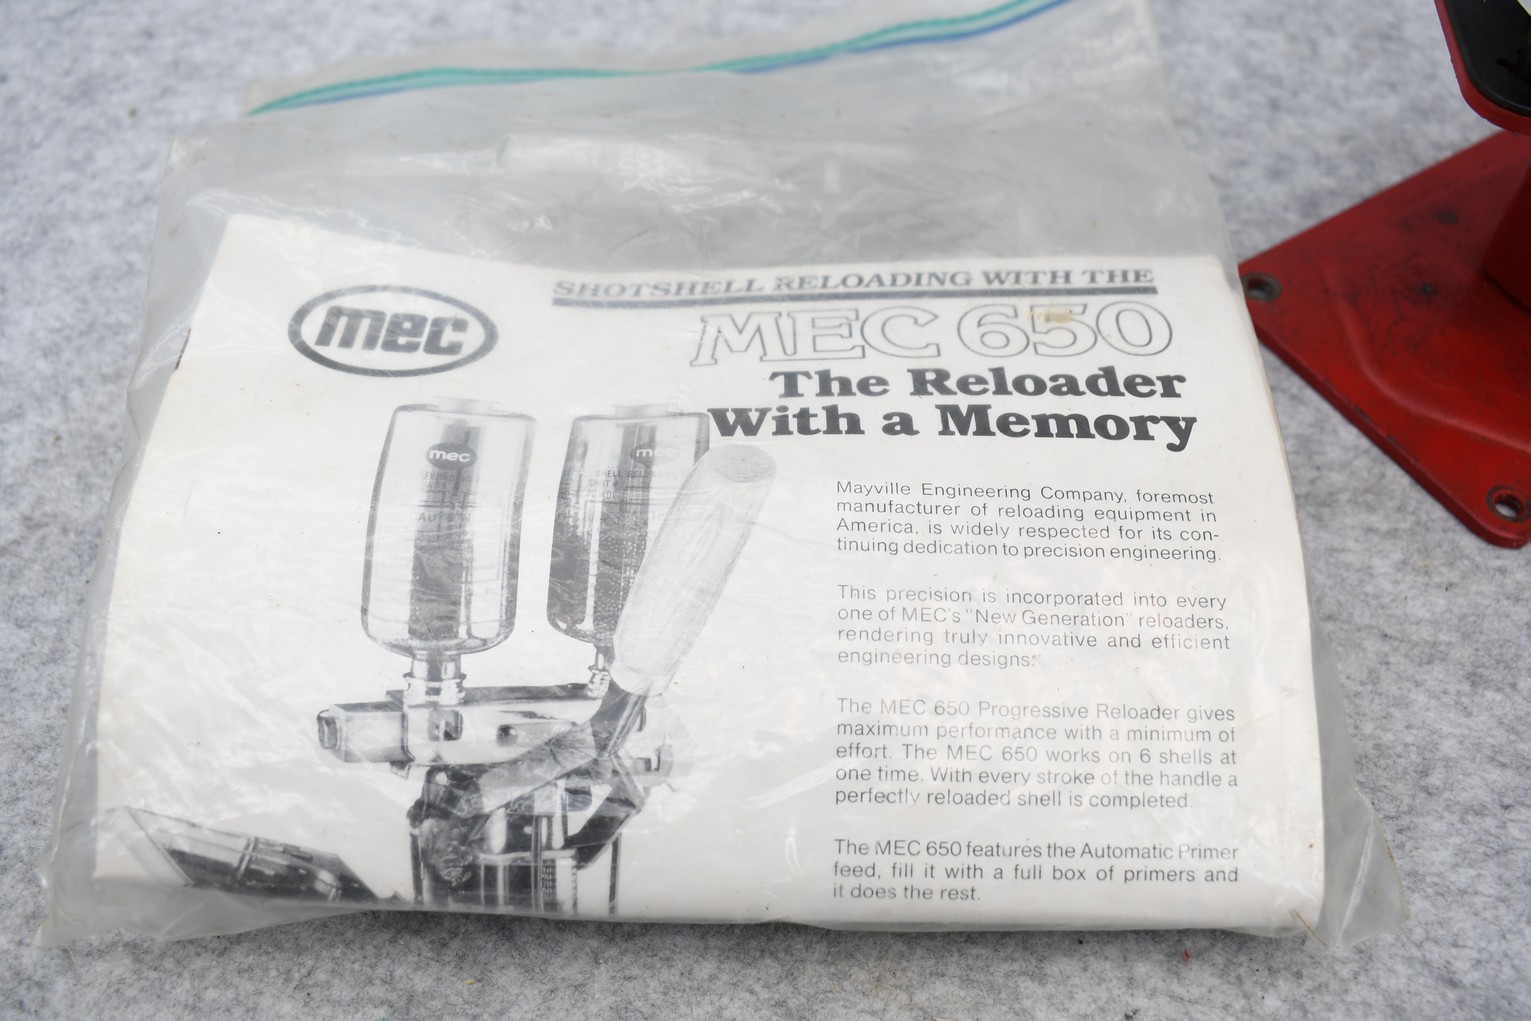 mec
SHOTSHELL RELOADING WITH THE
MEC 650
The Reloader
With a Memory
mec
mec
Mayville Engineering Company, foremost
manufacturer of reloading equipment in
America, is widely respected for its con-
tinuing dedication to precision engineering.
This precision is incorporated into every
one of MEC's "New Generation" reloaders,
rendering truly innovative and efficient
engineering designs.
The MEC 650 Progressive Reloader gives
maximum performance with a minimum of
effort. The MEC 650 works on 6 shells at
one time. With every stroke of the handle a
perfectly reloaded shell is completed.
The MEC 650 features the Automatic Primer
feed, fill it with a full box of primers and
it does the rest.